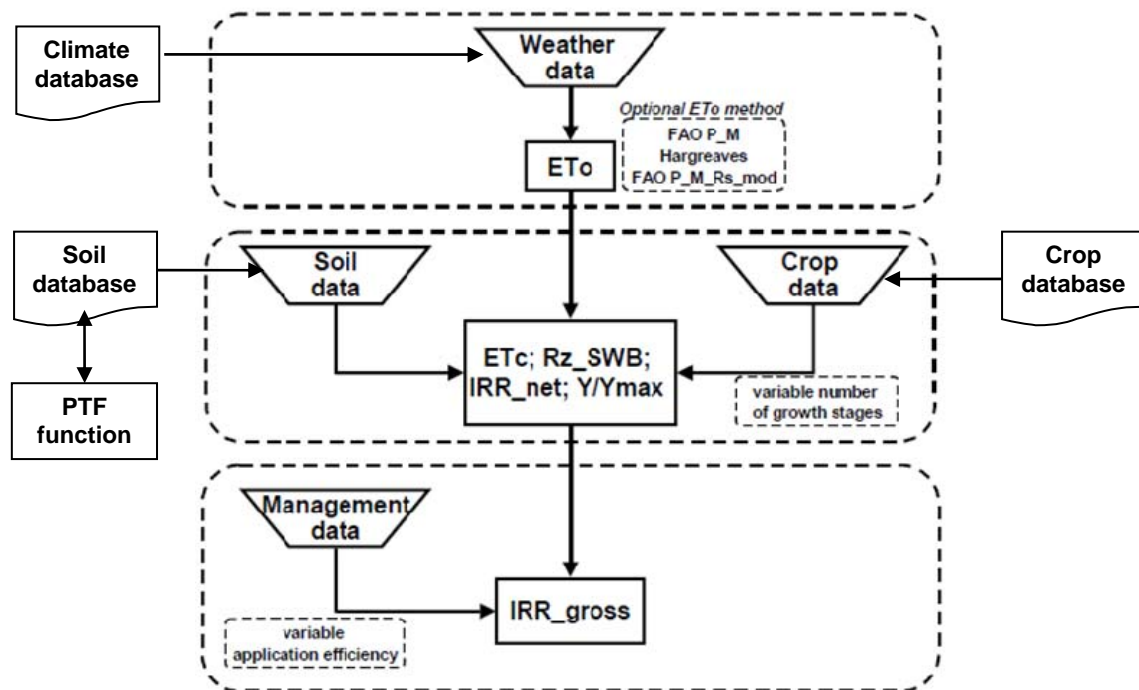 Climate
database
Weather
data
Optional ETo method
FAO P_M
Hargreaves
FAO P_M_Rs_mod
ETo
Soil
database
Soil
data
Crop
data
Crop
database
ETc; Rz_SWB;
IRR_net; Y/Ymax
variable number
of growth stages
PTF
function
Management
data
IRR_gross
variable
application efficiency